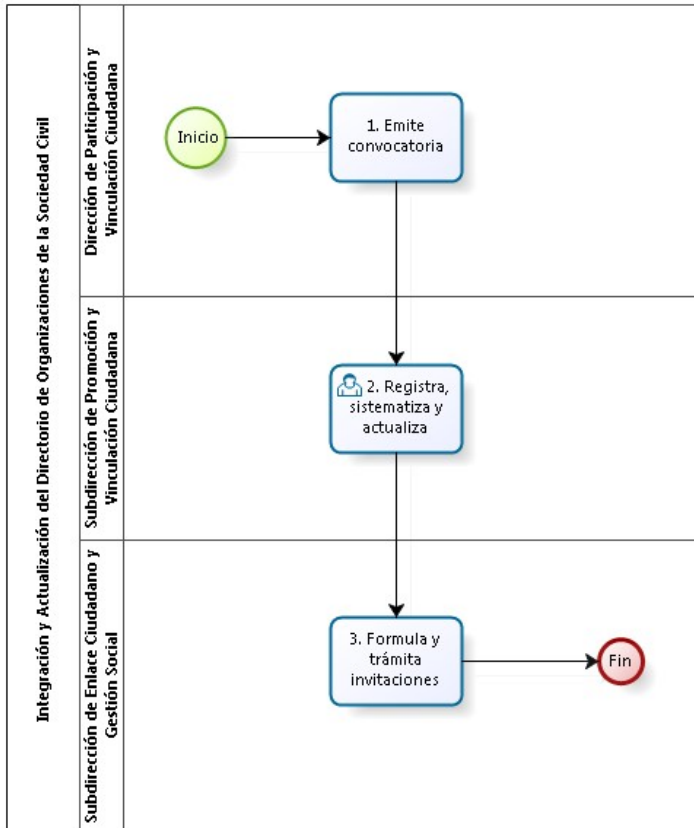 Integración y Actualización del Directorio de Organizaciones de la Sociedad Civil
Dirección de Participación y
Vinculación Ciudadana
Inicio
1. Emite
convocatoria
Subdirección de Promoción y
Vinculación Ciudadana
2. Registra,
sistematiza y
actualiza
Subdirección de Enlace Ciudadano y
Gestión Social
3. Formula y
trámita
invitaciones
Fin